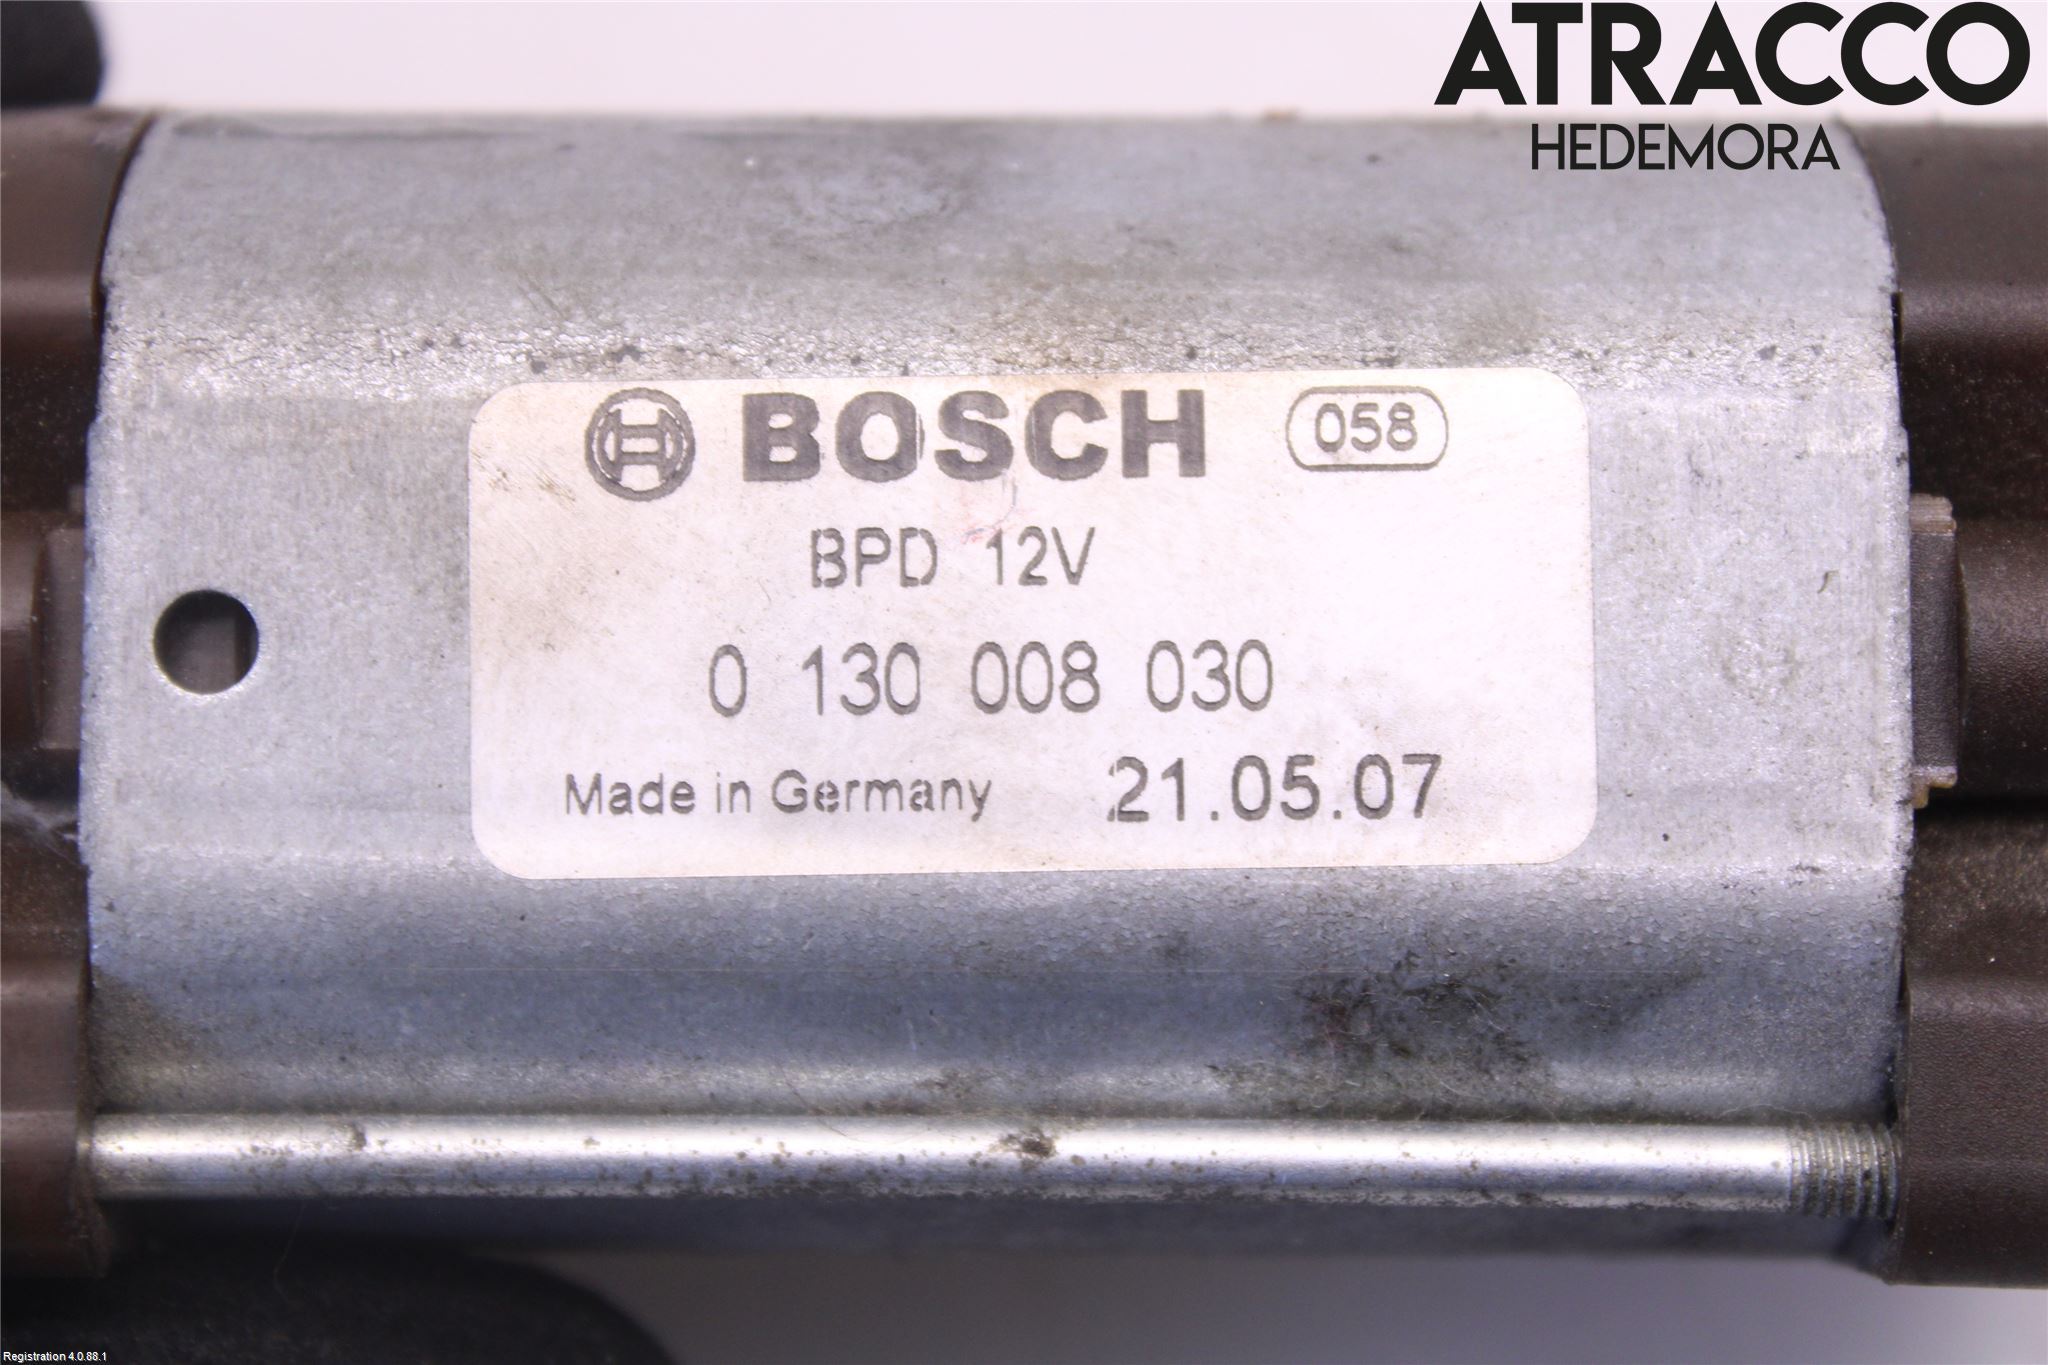 ATRACCO
HEDEMORA
BOSCH 058
BPD 12V
0 130 008 030
Made in Germany 21.05.07
Registration 4.0.88.1